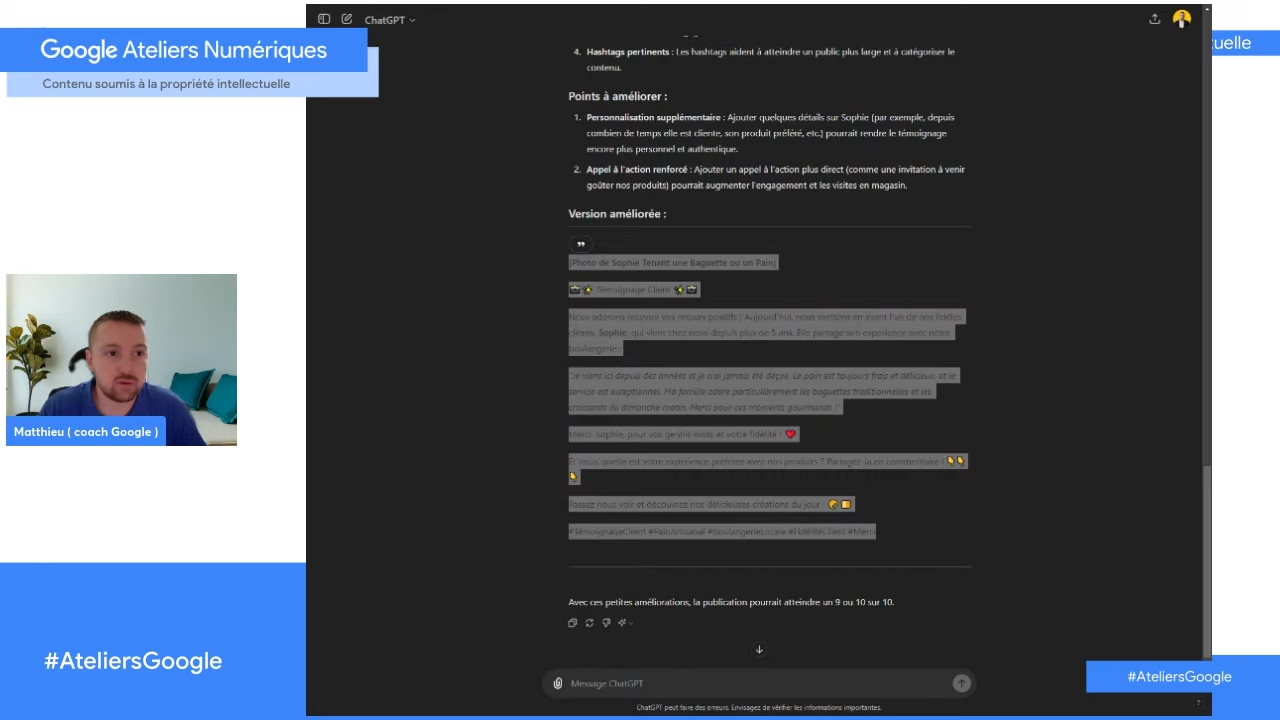 ChatGPT
Google Ateliers Numériques
Contenu soumis à la propriété intellectuelle
tuelle
4. Hashtags pertinents : Les hashtags aident à atteindre un public plus large et à catégoriser le
contenu.
Points à améliorer :
1. Personnalisation supplémentaire : Ajouter quelques détails sur Sophie (par exemple, depuis
combien de temps elle est cliente, son produit préféré, etc.) pourrait rendre le témoignage
encore plus personnel et authentique.
2. Appel à l'action renforcé : Ajouter un appel à l'action plus direct (comme une invitation à venir
goûter nos produits) pourrait augmenter l'engagement et les visites en magasin.
Version améliorée :
[Photo de Sophie Tenant une Baguette ou un Pain]
Témoignage Client
Nous adorons recevoir vos retours positifs ! Aujourd'hui, nous mettons en avant l'un de nos fidèles
clients, Sophie, qui vient chez nous depuis plus de 5 ans. Elle partage son expérience avec notre
boulangerie :
"Je viens ici depuis des années et je n'ai jamais été déçue. Le pain est toujours frais et délicieux, et le
service est exceptionnel. Ma famille adore particulièrement les baguettes traditionnelles et les
croissants du dimanche matin. Merci pour ces moments gourmands !"
Merci, Sophie, pour vos gentils mots et votre fidélité ! ❤️
Et vous, quelle est votre expérience préférée avec nos produits ? Partagez-la en commentaire ! 👇👇
👇
Passez nous voir et découvrez nos délicieuses créations du jour ! 🥐🍞
#TémoignageClient #PainArtisanal #BoulangerieLocale #FidélitéClient #Merci
Avec ces petites améliorations, la publication pourrait atteindre un 9 ou 10 sur 10.
Matthieu ( coach Google )
Message ChatGPT
ChatGPT peut faire des erreurs. Envisagez de vérifier les informations importantes.
?
#AteliersGoogle
#AteliersGoogle